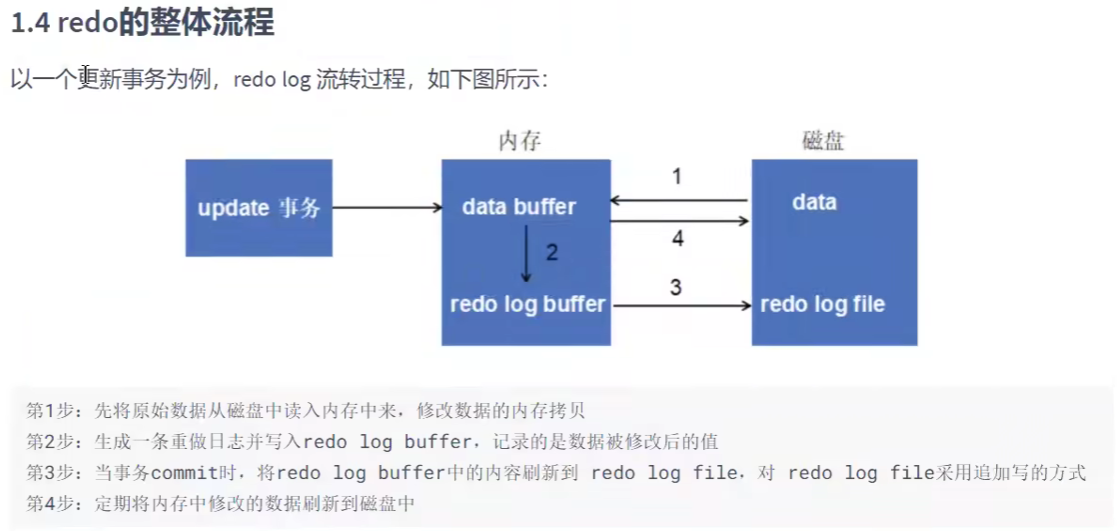 1.4 redo的整体流程
以一个更新事务为例，redo log 流转过程，如下图所示：
内存
磁盘
update 事务
data buffer
1
data
4
2
redo log buffer
3
redo log file
第1步：先将原始数据从磁盘中读入内存中来，修改数据的内存拷贝
第2步：生成一条重做日志并写入redo log buffer，记录的是数据被修改后的值
第3步：当事务commit时，将redo log buffer中的内容刷新到 redo log file，对 redo log file采用追加写的方式
第4步：定期将内存中修改的数据刷新到磁盘中